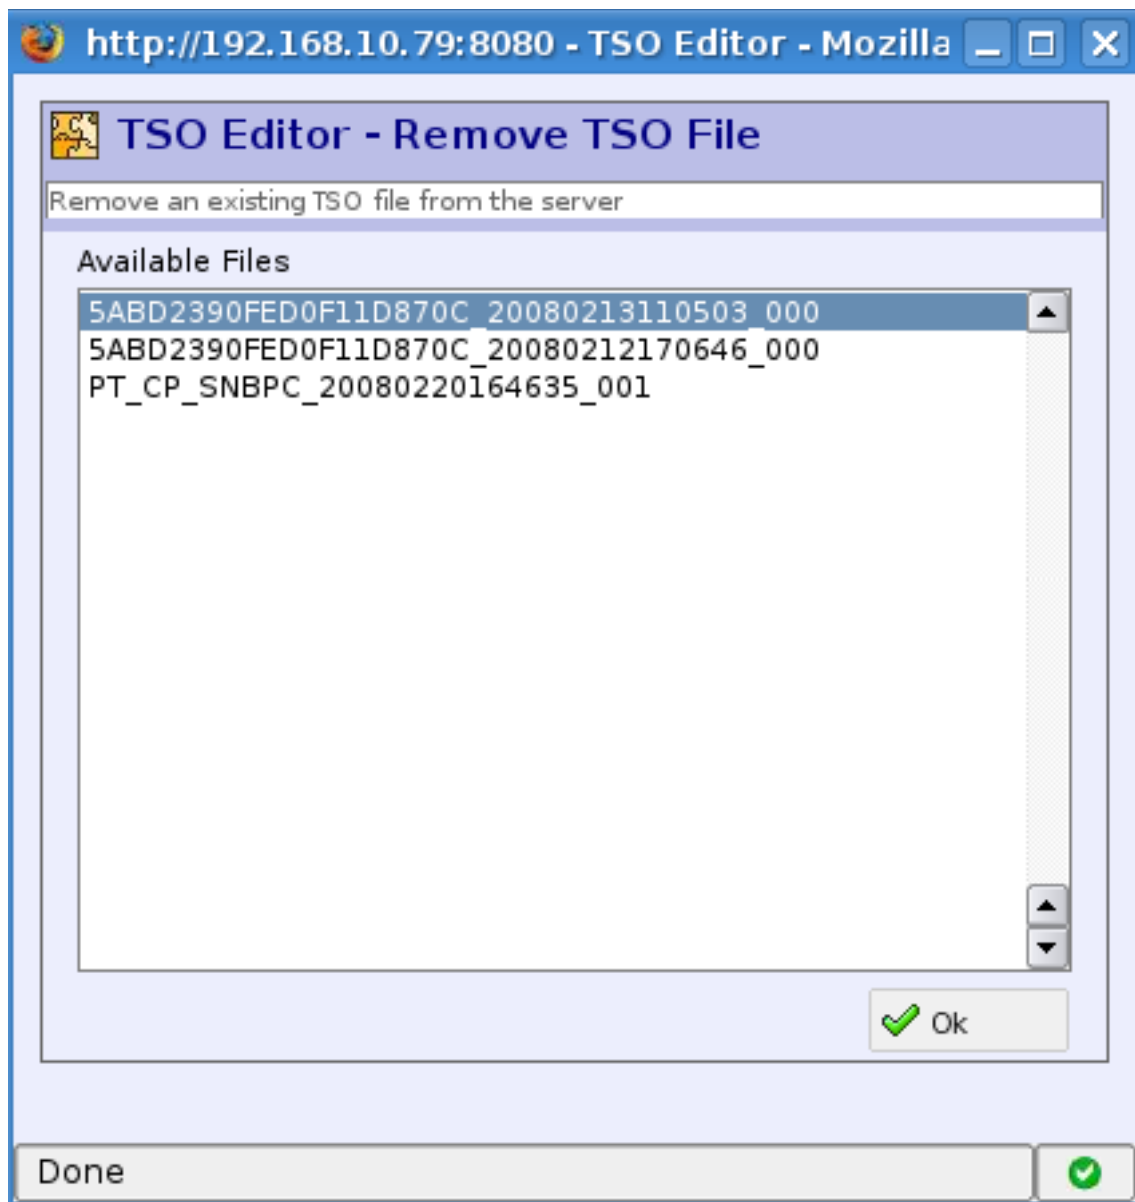 http://192.168.10.79:8080 - TSO Editor - Mozilla
TSO Editor - Remove TSO File
Remove an existing TSO file from the server
Available Files
5ABD2390FED0F11D870C_20080213110503_000
5ABD2390FED0F11D870C_20080212170646_000
PT_CP_SNBPC_20080220164635_001
Ok
Done